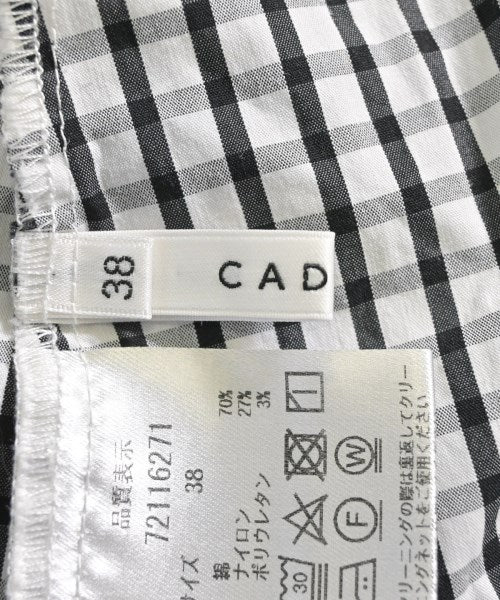 38
C A D
品質表示
72116271
サイズ 38
綿 70%
ナイロン 27%
ポリウレタン 3%
30
W
F
クリーニングの際は裏返してクリー
ングネットをご使用ください